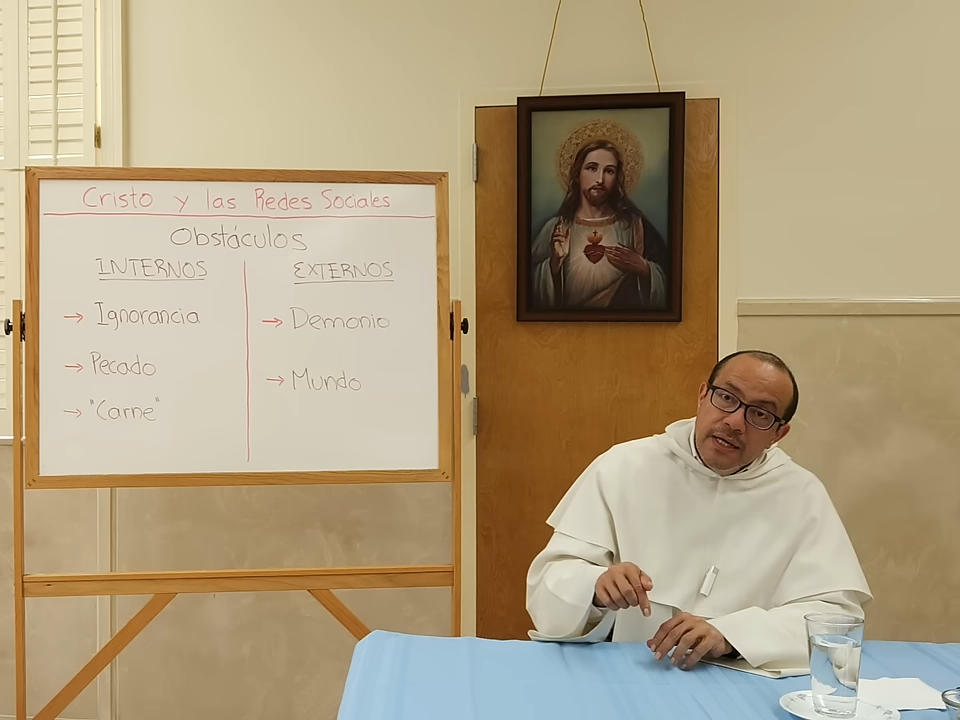 Cristo y las Redes Sociales
Obstáculos
INTERNOS
→ Ignorancia
→ Pecado
→ "Carne"
EXTERNOS
→ Demonio
→ Mundo